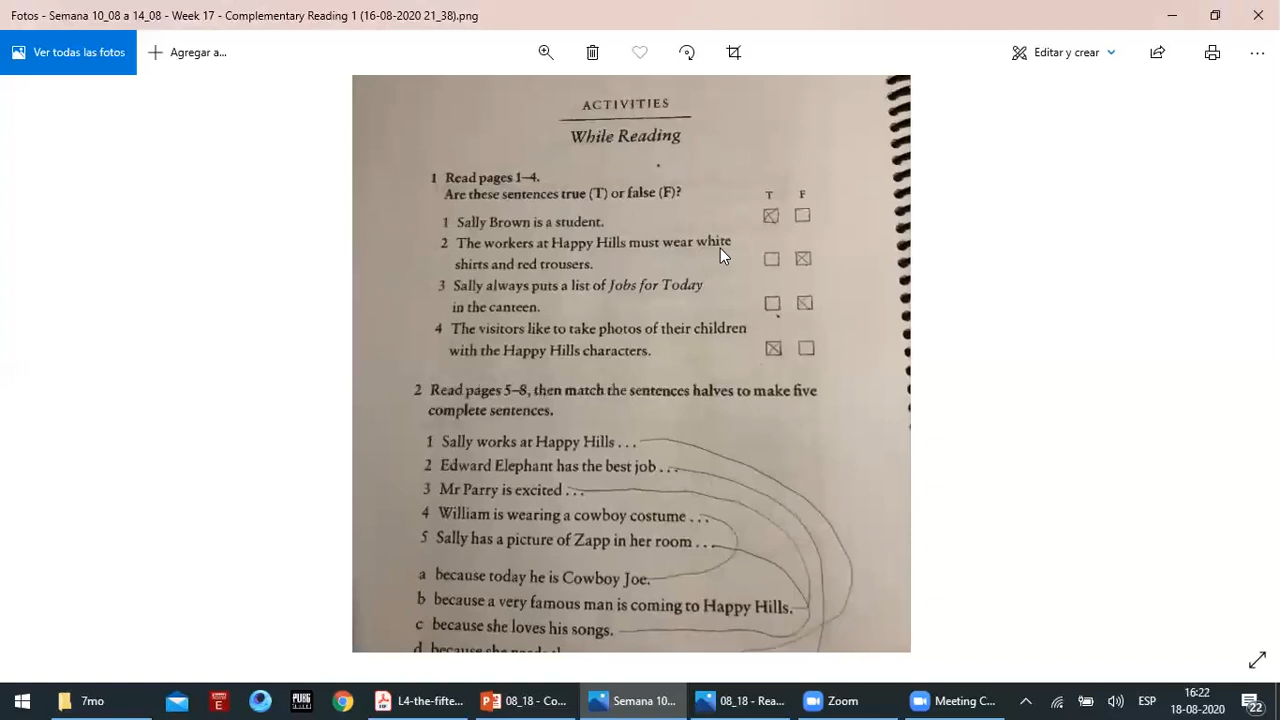 Fotos - Semana 10_08 a 14_08 - Week 17 - Complementary Reading 1 (16-08-2020 21_38).png
Ver todas las fotos
Agregar a...
Editar y crear
ACTIVITIES
While Reading
1 Read pages 1–4.
Are these sentences true (T) or false (F)?
T F
1 Sally Brown is a student.
2 The workers at Happy Hills must wear white
shirts and red trousers.
3 Sally always puts a list of Jobs for Today
in the canteen.
4 The visitors like to take photos of their children
with the Happy Hills characters.
2 Read pages 5–8, then match the sentences halves to make five
complete sentences.
1 Sally works at Happy Hills . . .
2 Edward Elephant has the best job . . .
3 Mr Parry is excited . . .
4 William is wearing a cowboy costume . . .
5 Sally has a picture of Zapp in her room . . .
a because today he is Cowboy Joe.
b because a very famous man is coming to Happy Hills.
c because she loves his songs.
d because she
7mo
PUBG
L4-the-fifte...
08_18 - Co...
Semana 10...
08_18 - Rea...
Zoom
Meeting C...
ESP
16:22
18-08-2020
22